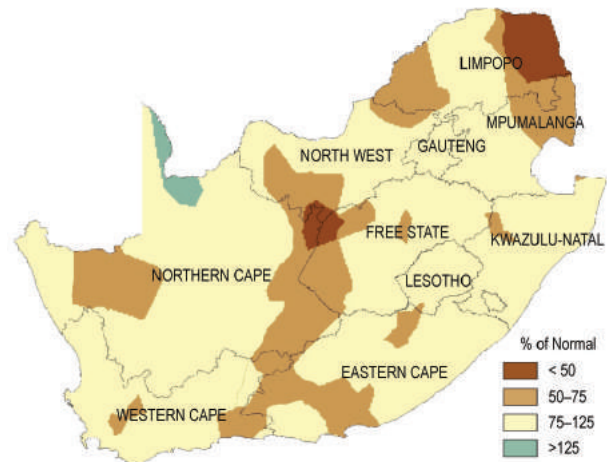 LIMPOPO
MPUMALANGA
GAUTENG
NORTH WEST
FREE STATE
KWAZULU-NATAL
NORTHERN CAPE
LESOTHO
EASTERN CAPE
WESTERN CAPE
% of Normal
< 50
50–75
75–125
>125